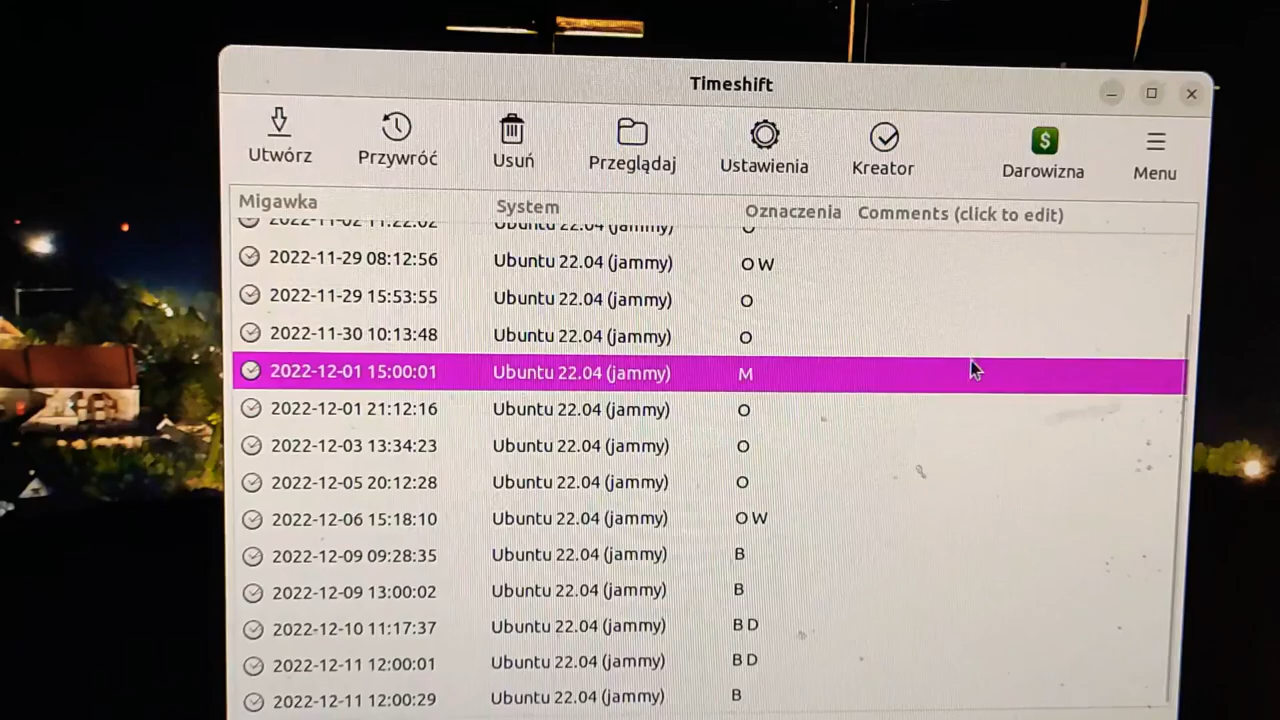 Timeshift
Utwórz Przywróć Usuń Przeglądaj Ustawienia Kreator Darowizna Menu
Migawka System Oznaczenia Comments (click to edit)
Ubuntu 22.04 (jammy) O
2022-11-29 08:12:56 Ubuntu 22.04 (jammy) O W
2022-11-29 15:53:55 Ubuntu 22.04 (jammy) O
2022-11-30 10:13:48 Ubuntu 22.04 (jammy) O
2022-12-01 15:00:01 Ubuntu 22.04 (jammy) M
2022-12-01 21:12:16 Ubuntu 22.04 (jammy) O
2022-12-03 13:34:23 Ubuntu 22.04 (jammy) O
2022-12-05 20:12:28 Ubuntu 22.04 (jammy) O
2022-12-06 15:18:10 Ubuntu 22.04 (jammy) O W
2022-12-09 09:28:35 Ubuntu 22.04 (jammy) B
2022-12-09 13:00:02 Ubuntu 22.04 (jammy) B
2022-12-10 11:17:37 Ubuntu 22.04 (jammy) B D
2022-12-11 12:00:01 Ubuntu 22.04 (jammy) B D
2022-12-11 12:00:29 Ubuntu 22.04 (jammy) B